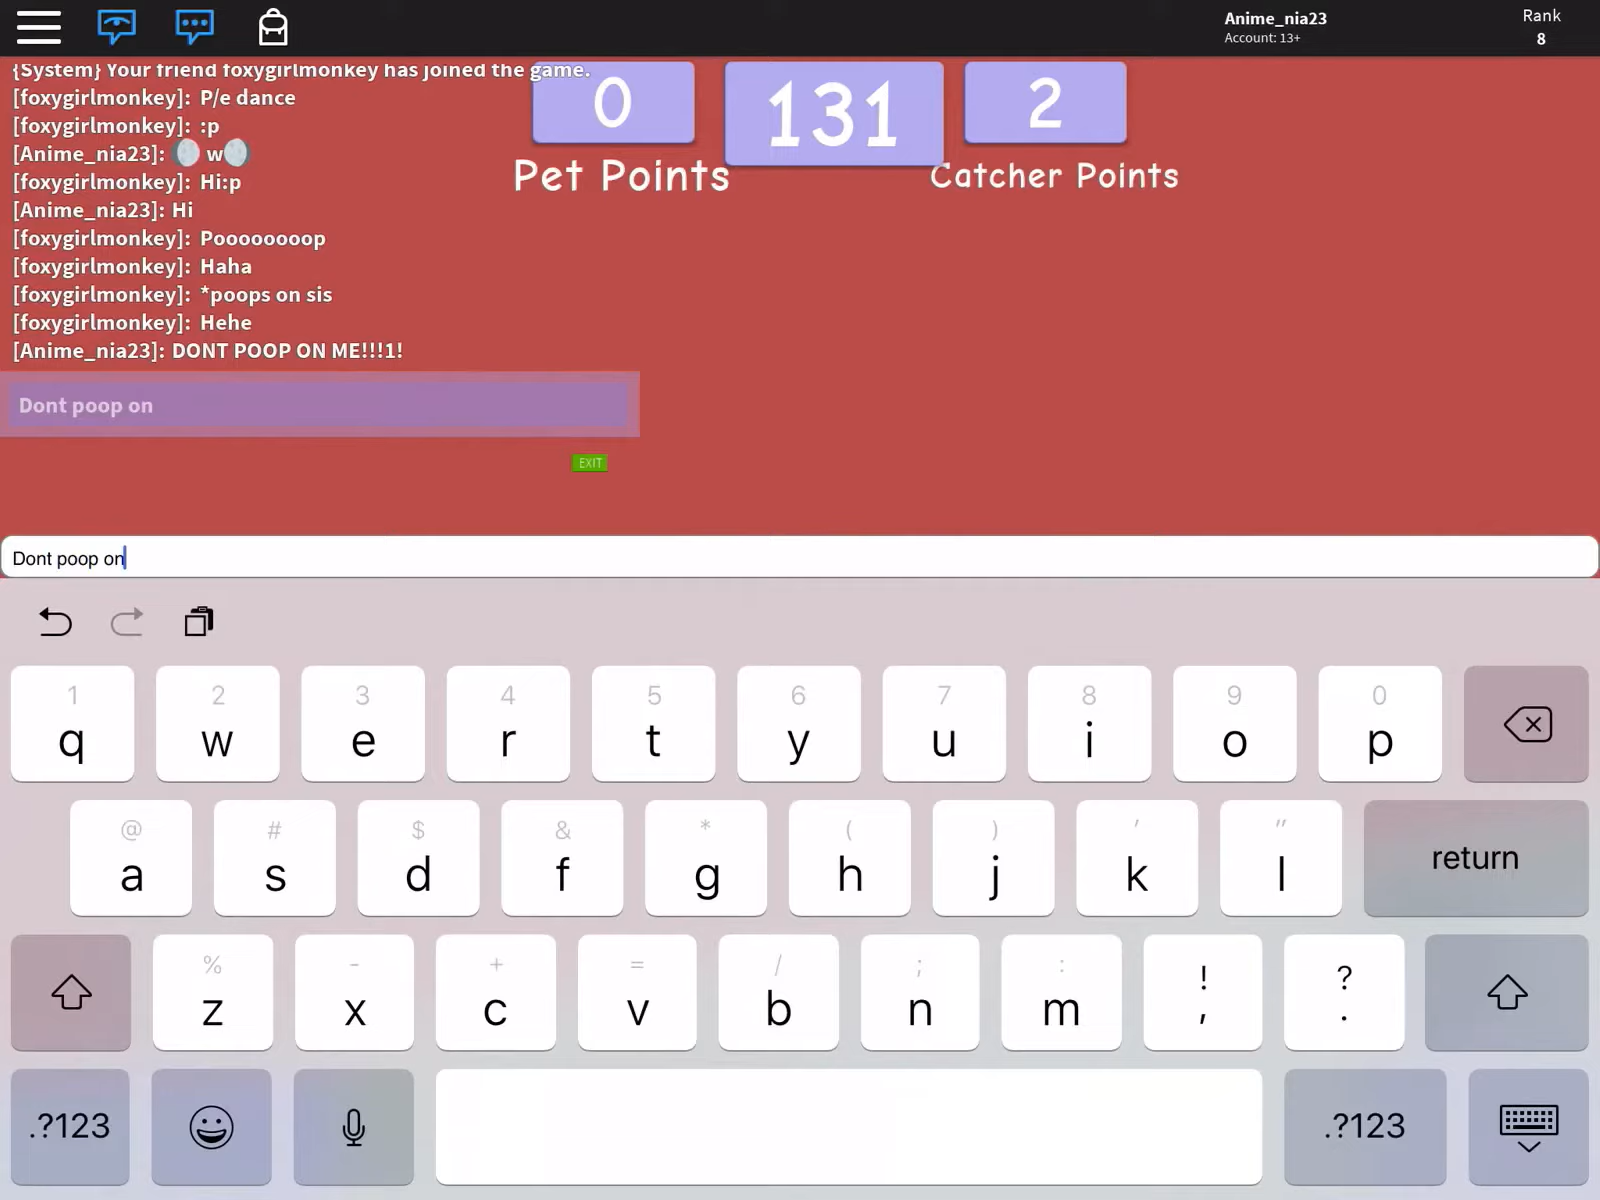 Anime_nia23
Account: 13+
Rank
8
{System} Your friend foxygirlmonkey has joined the game.
[foxygirlmonkey]: P/e dance
[foxygirlmonkey]: :p
[Anime_nia23]: 🌖 w🌔
[foxygirlmonkey]: Hi:p
[Anime_nia23]: Hi
[foxygirlmonkey]: Poooooooop
[foxygirlmonkey]: Haha
[foxygirlmonkey]: *poops on sis
[foxygirlmonkey]: Hehe
[Anime_nia23]: DONT POOP ON ME!!!1!
0
131
2
Pet Points
Catcher Points
Dont poop on
EXIT
Dont poop on
1 2 3 4 5 6 7 8 9 0
q w e r t y u i o p
@ # $ & * ( ) ' "
a s d f g h j k l return
% - + = / ; : ! ?
z x c v b n m , .
.?123 .?123